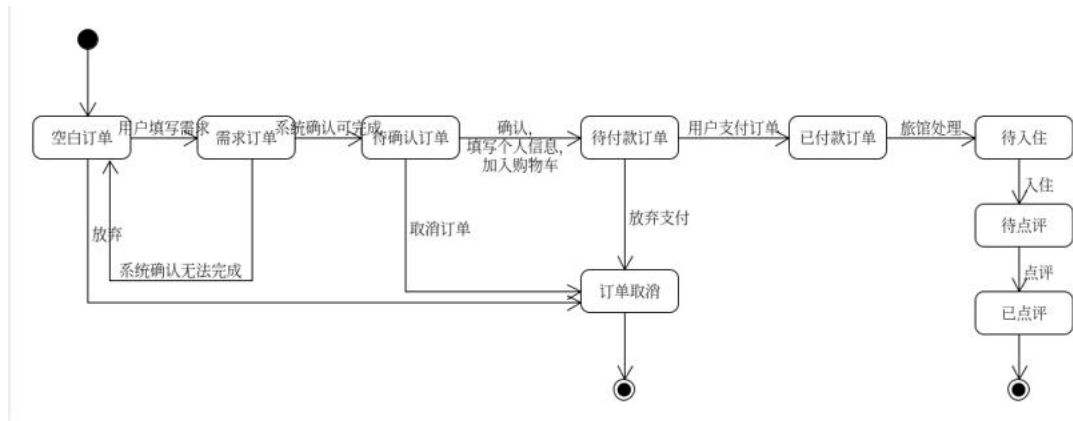 空白订单
用户填写需求
需求订单
系统确认可完成
待确认订单
确认，
填写个人信息，
加入购物车
待付款订单
用户支付订单
已付款订单
旅馆处理
待入住
入住
待点评
点评
已点评
放弃
系统确认无法完成
取消订单
放弃支付
订单取消